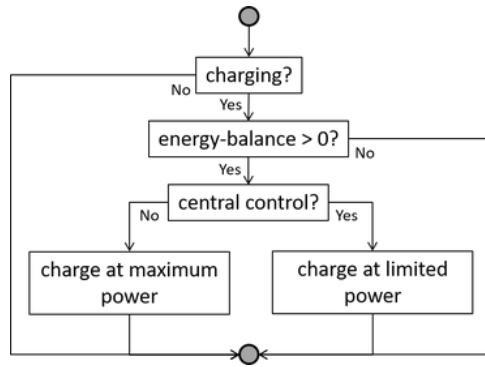 charging?
No
Yes
energy-balance > 0?
No
Yes
central control?
No
Yes
charge at maximum
power
charge at limited
power